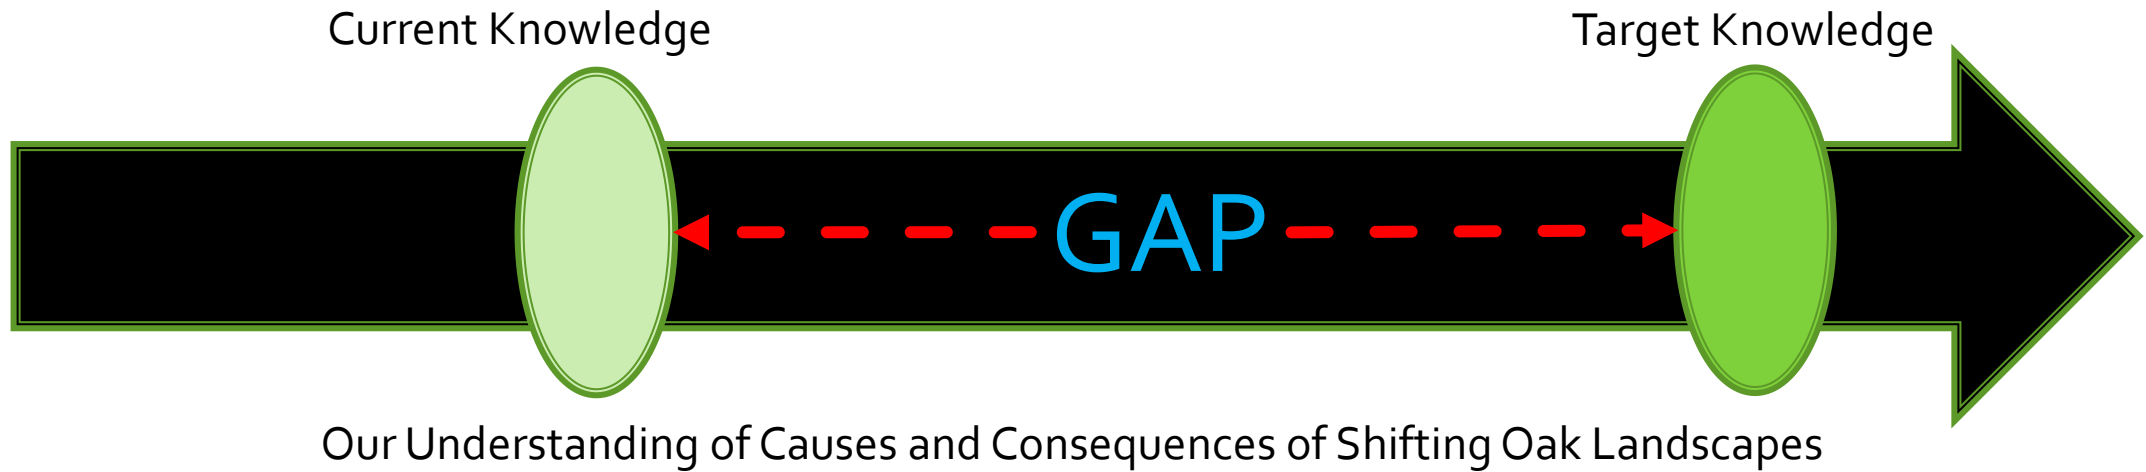 Current Knowledge
Target Knowledge
GAP
Our Understanding of Causes and Consequences of Shifting Oak Landscapes